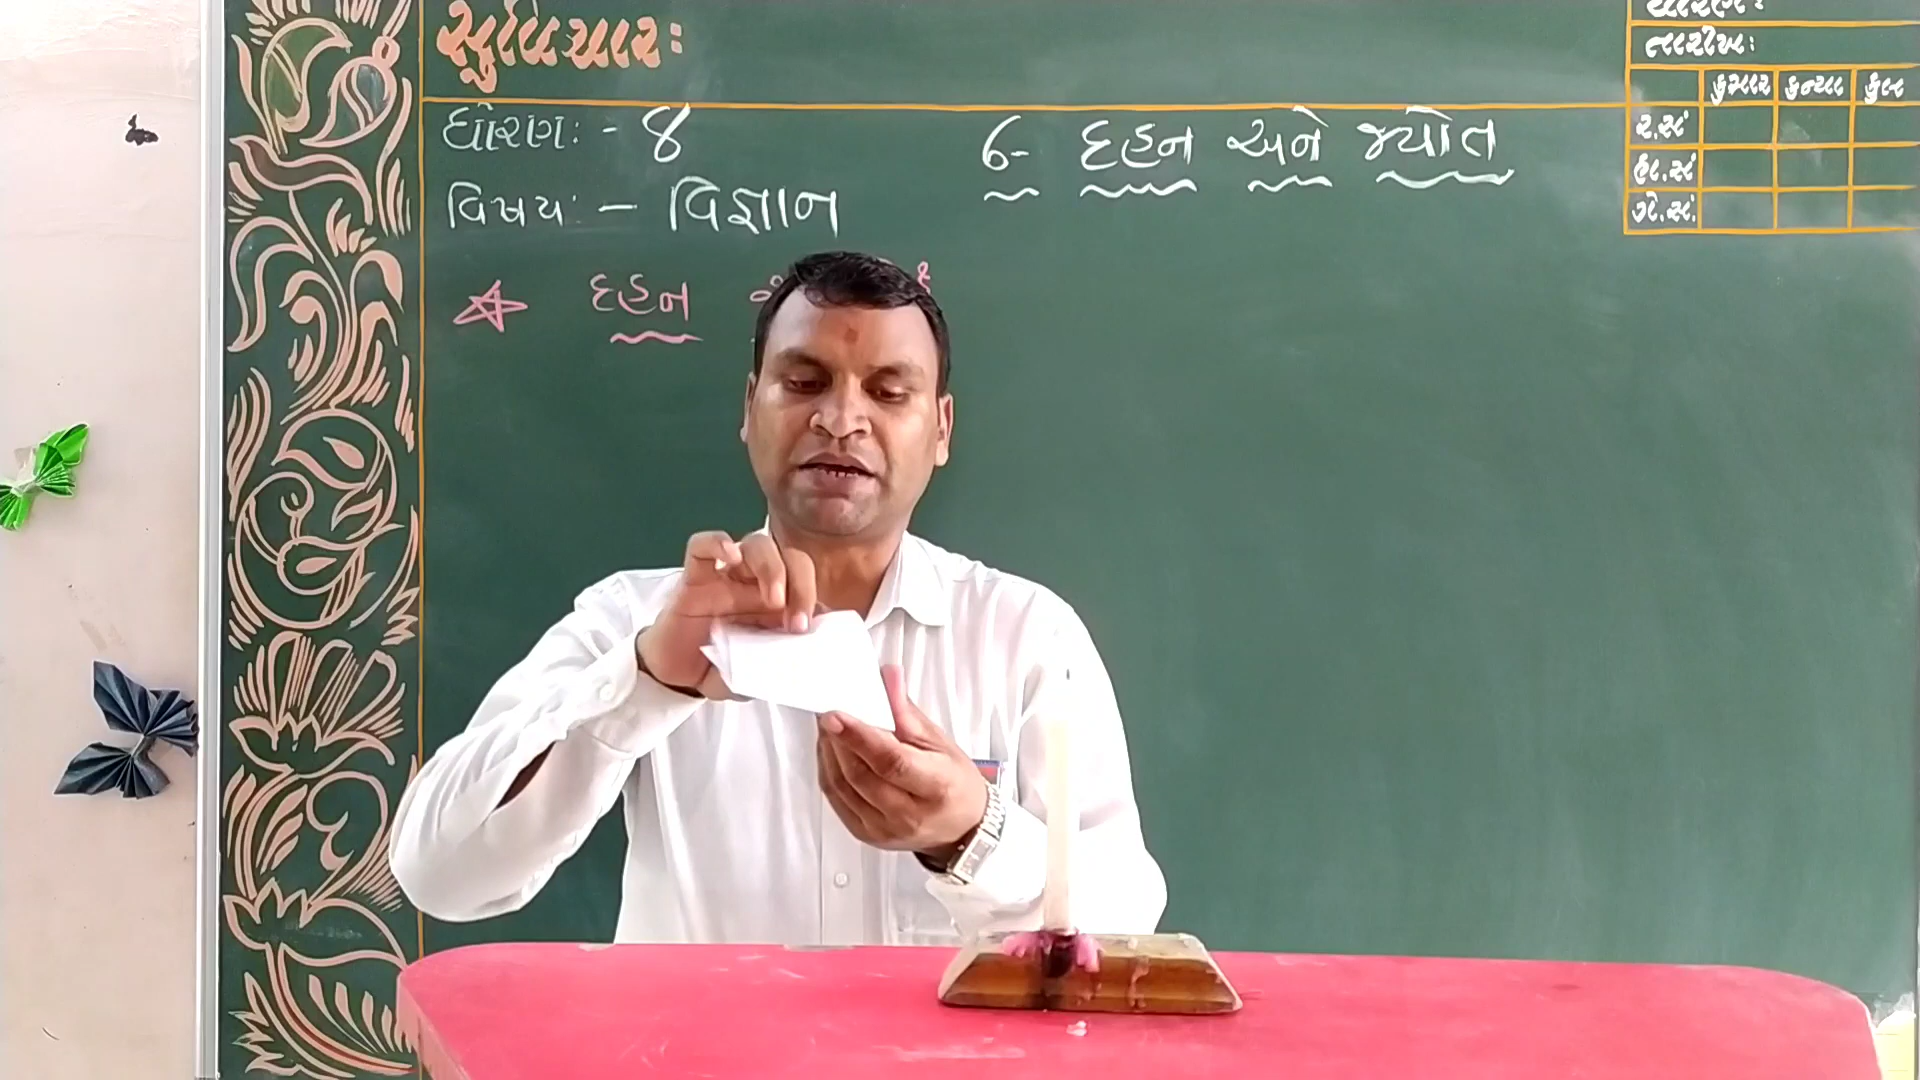 સુવિચાર:
ધોરણ: - 8
વિષય: - વિજ્ઞાન
6- દહન અને જ્યોત
દહન
તારીખ:
કુમાર કન્યા કુલ
ર.સં
હા.સં
ગે.સં.